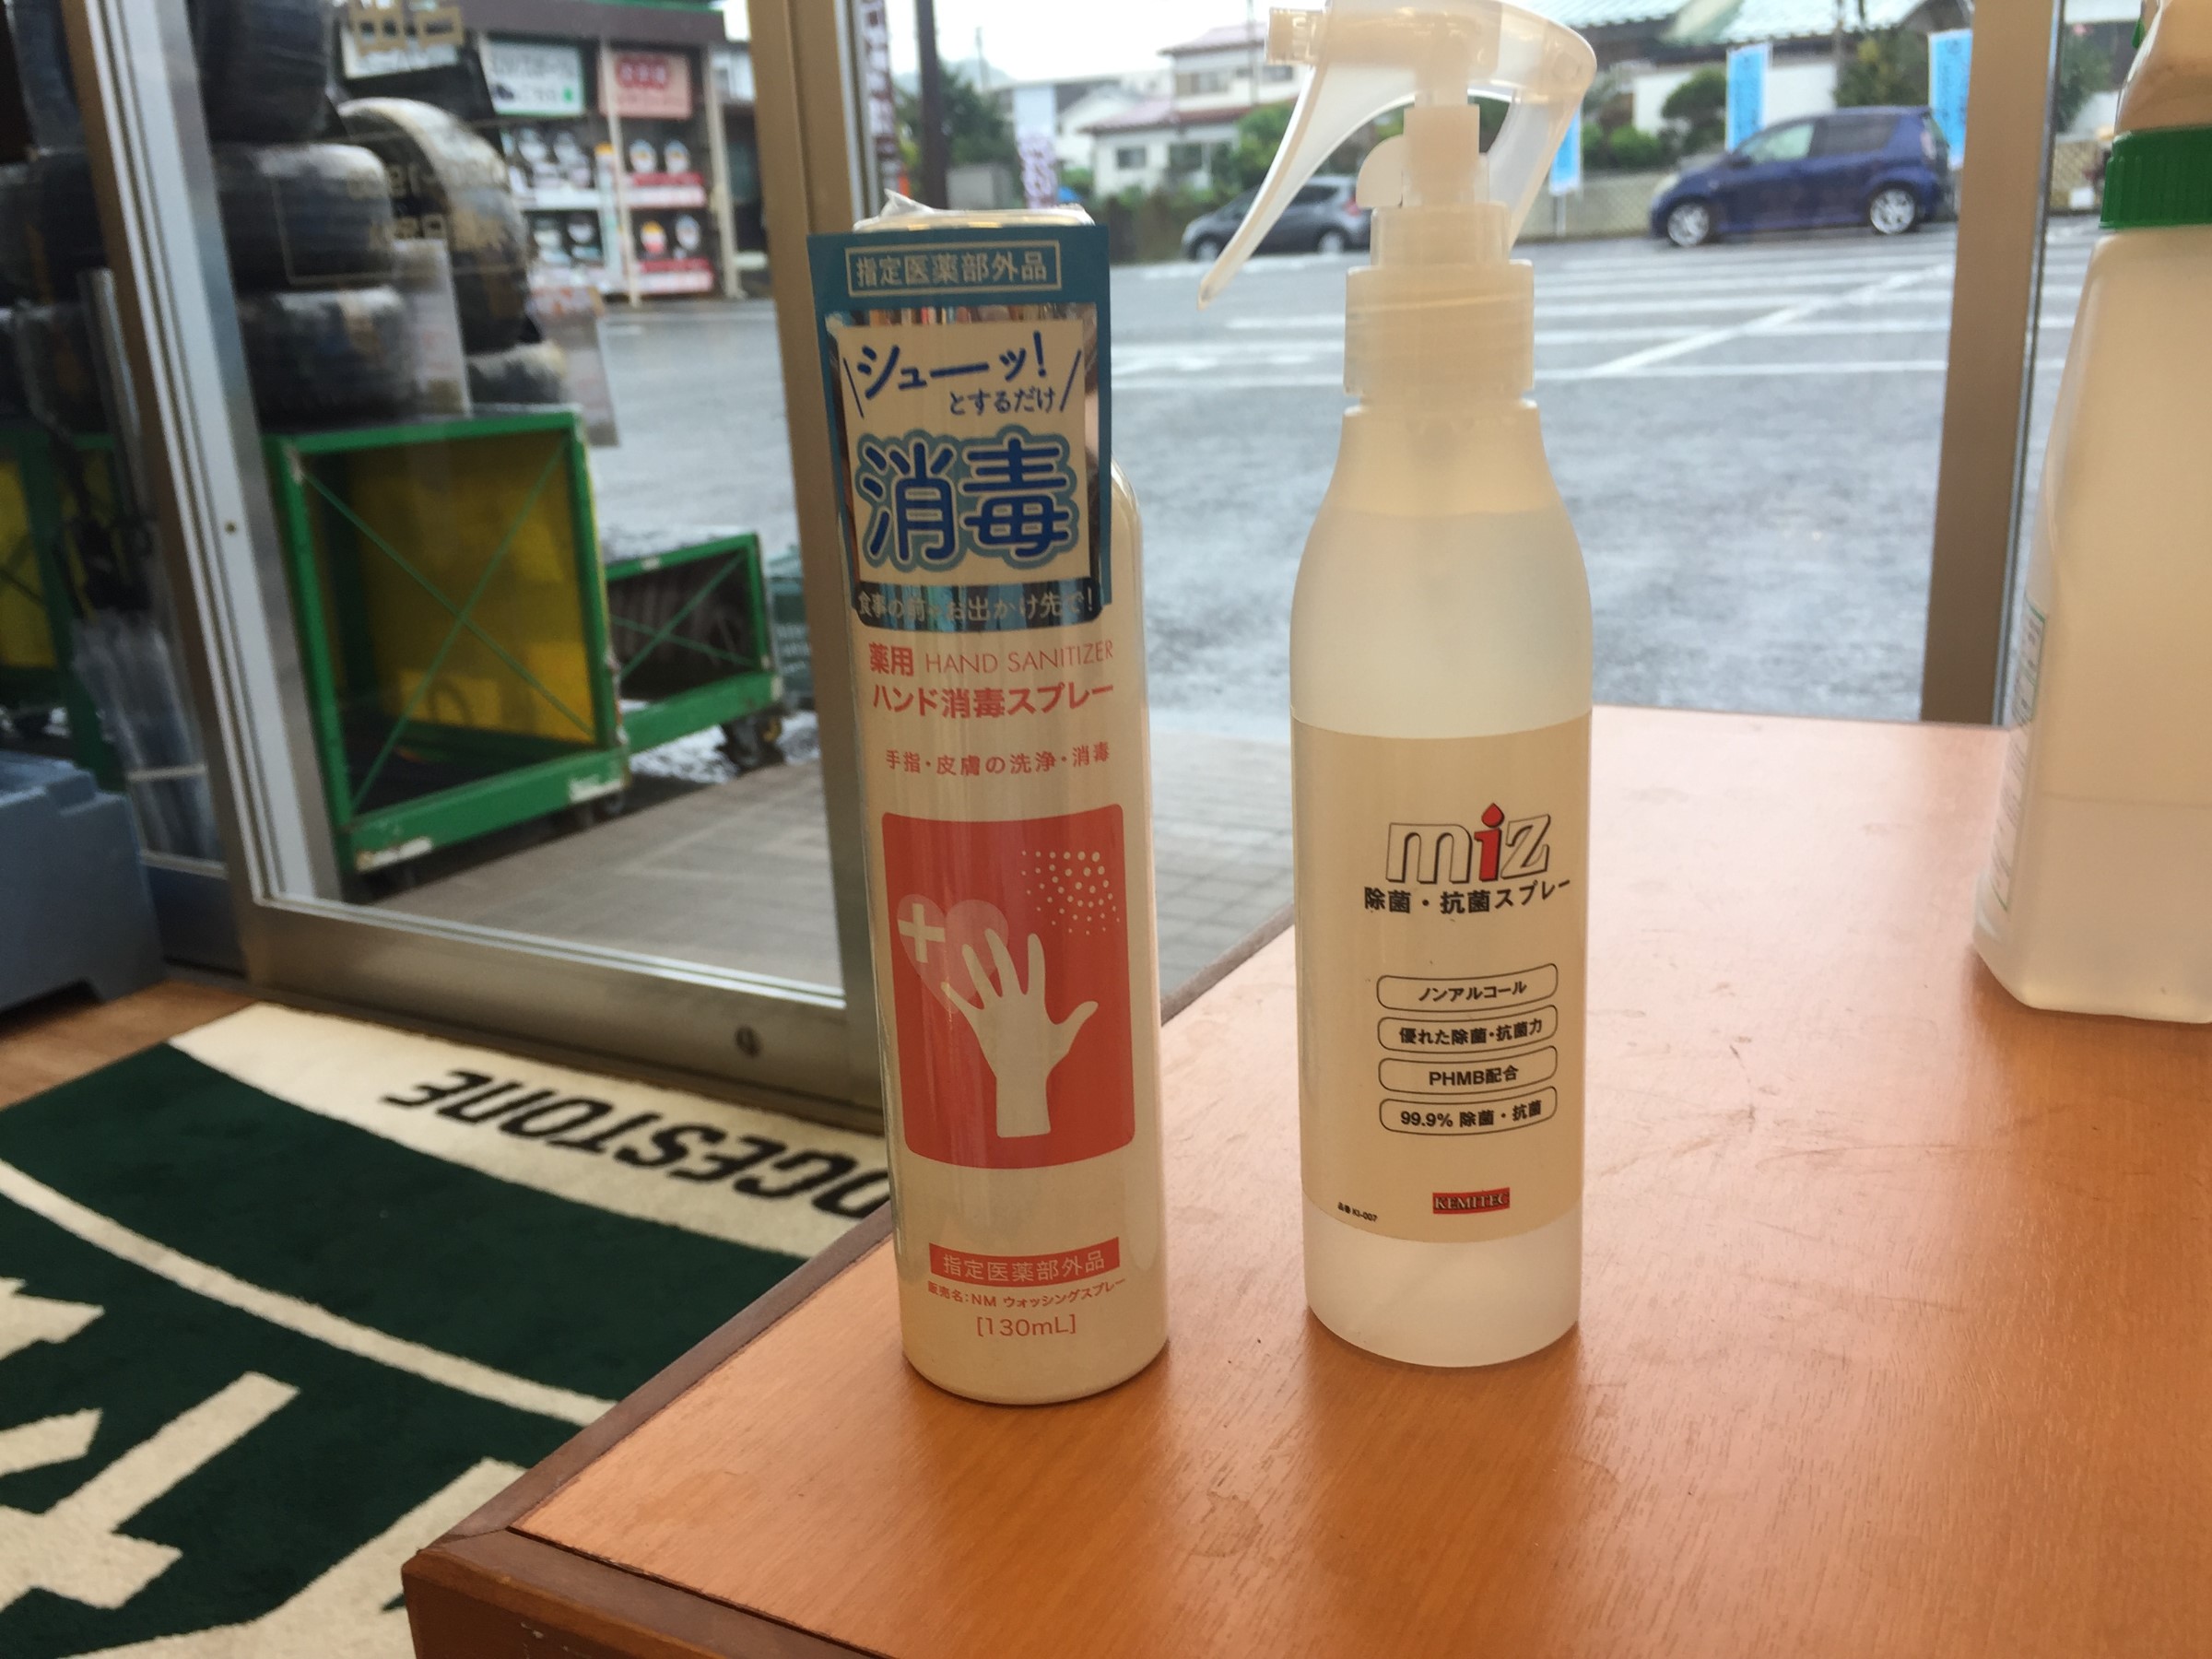 指定医薬部外品
シューッ!
とするだけ
消毒
食事の前やお出かけ先で!
薬用 HAND SANITIZER
ハンド消毒スプレー
手指・皮膚の洗浄・消毒
指定医薬部外品
販売名:NM ウォッシングスプレー
[130mL]
miz
除菌・抗菌スプレー
ノンアルコール
優れた除菌・抗菌力
PHMB配合
99.9% 除菌・抗菌
品番 KI-007
KEMITEC
DGESTONE